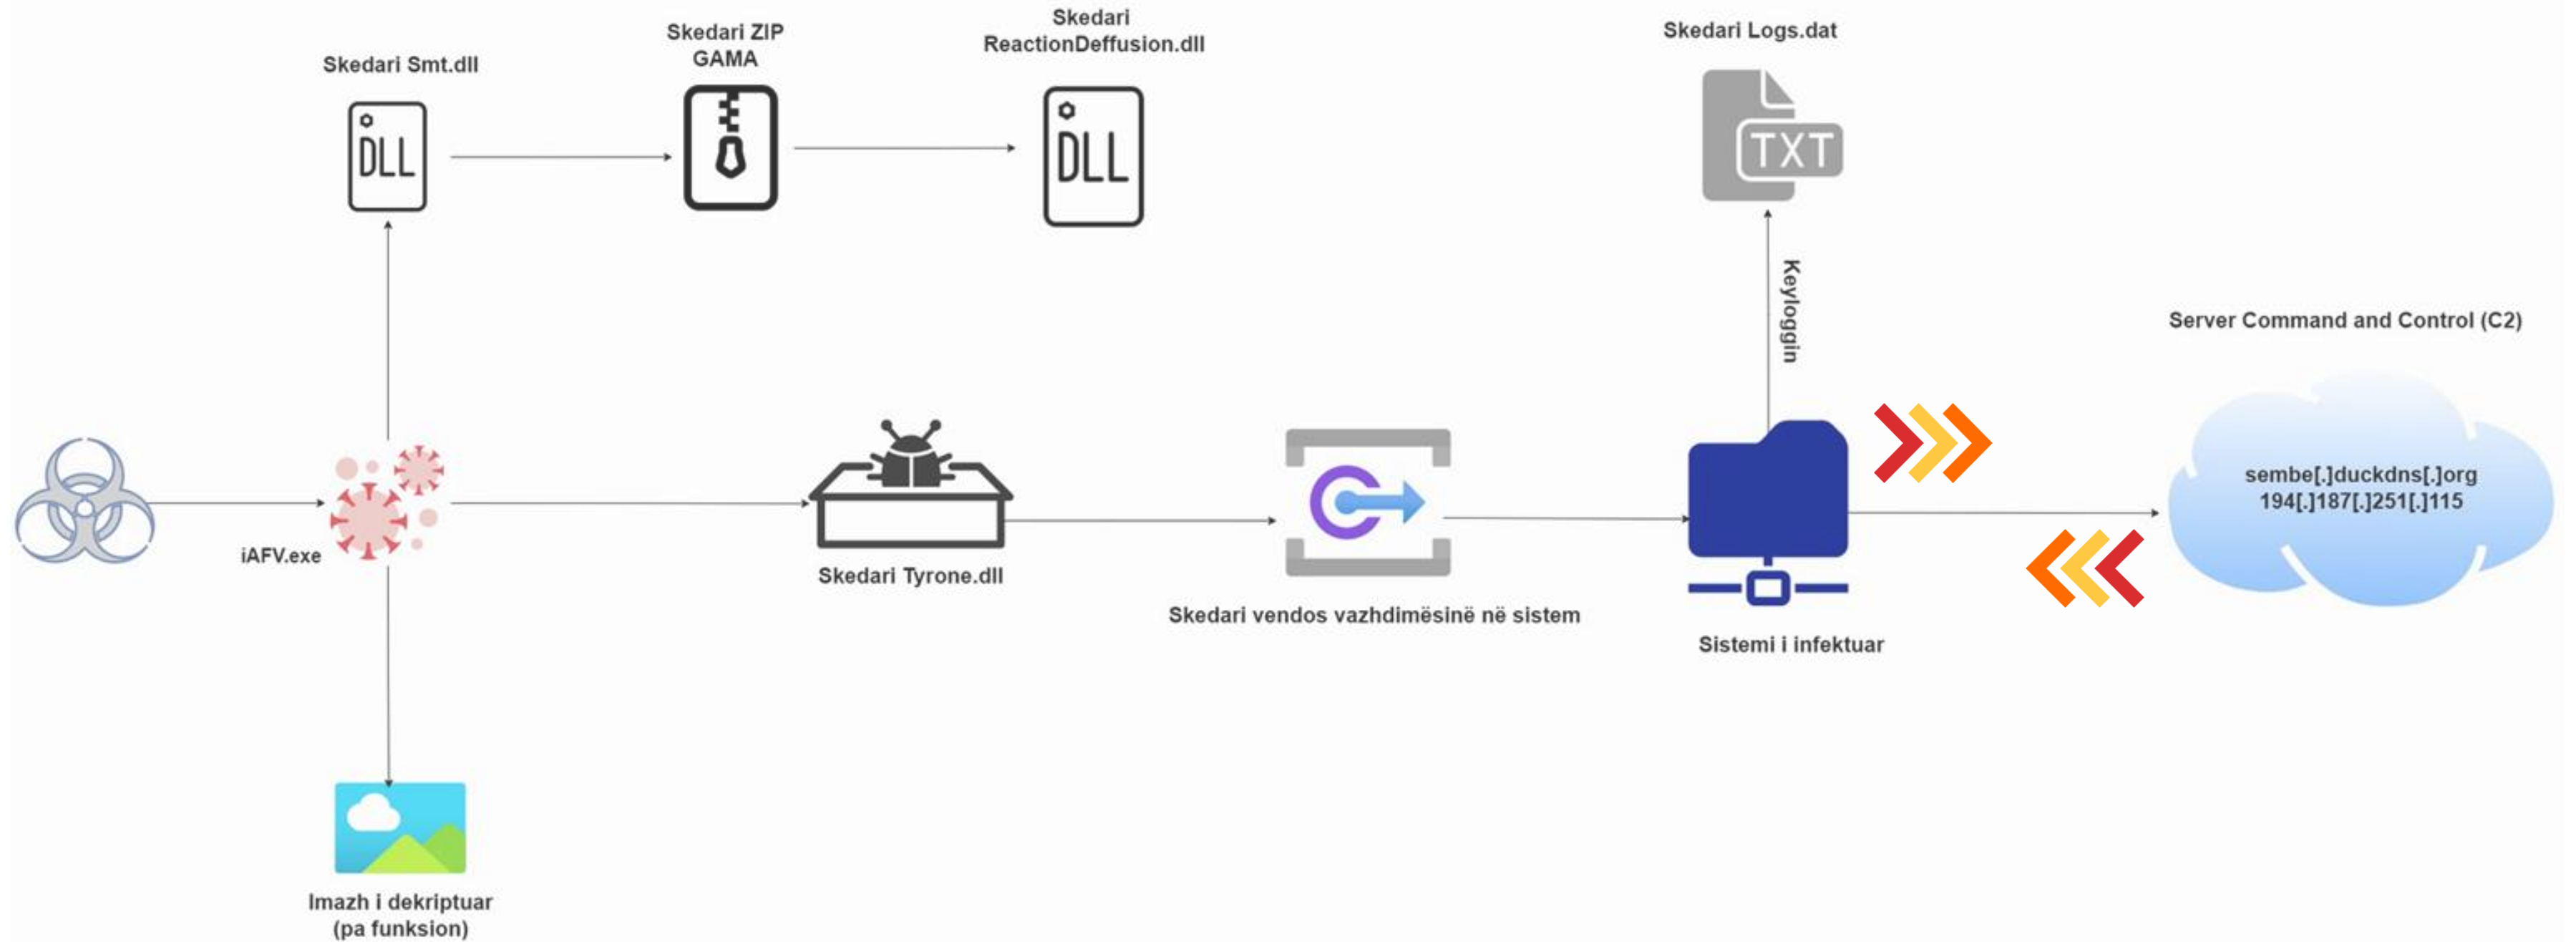 Skedari Smt.dll
DLL
Skedari ZIP
GAMA
Skedari
ReactionDeffusion.dll
DLL
Skedari Logs.dat
TXT
Keyloggin
Server Command and Control (C2)
sembe[.]duckdns[.]org
194[.]187[.]251[.]115
iAFV.exe
Skedari Tyrone.dll
Skedari vendos vazhdimësinë në sistem
Sistemi i infektuar
Imazh i dekriptuar
(pa funksion)